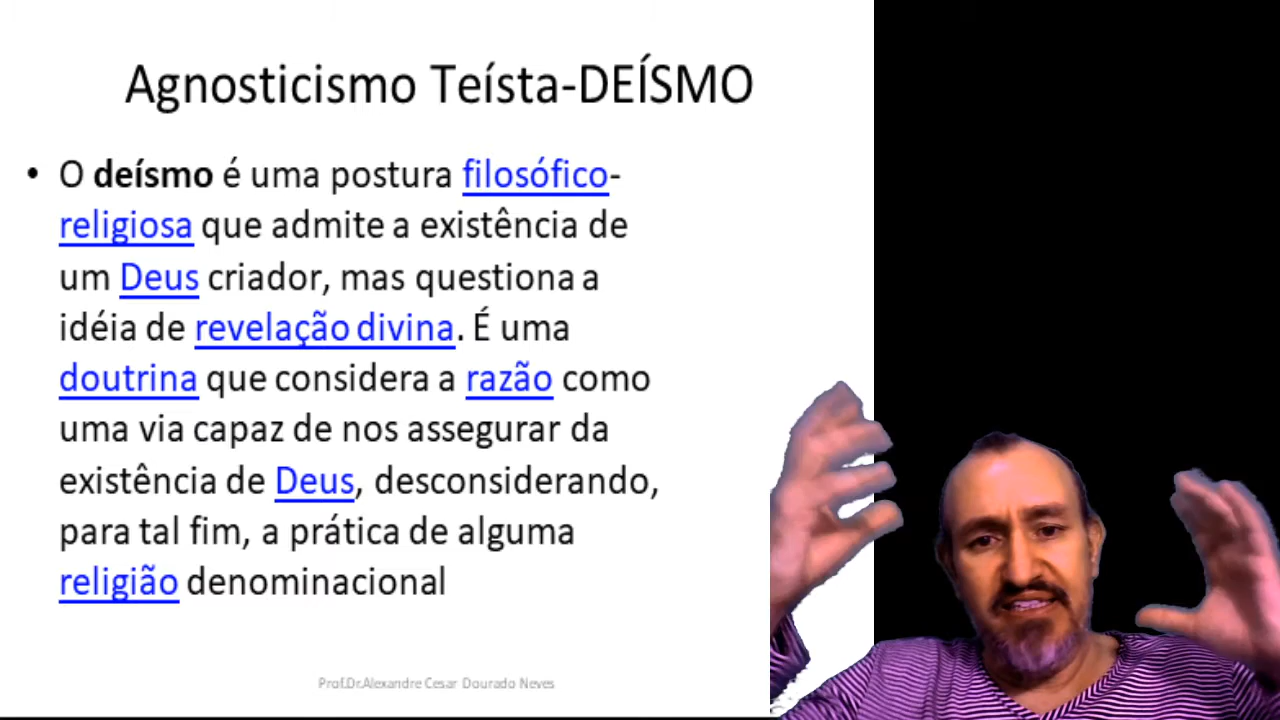 Agnosticismo Teísta-DEÍSMO
• O deísmo é uma postura filosófico-
religiosa que admite a existência de
um Deus criador, mas questiona a
idéia de revelação divina. É uma
doutrina que considera a razão como
uma via capaz de nos assegurar da
existência de Deus, desconsiderando,
para tal fim, a prática de alguma
religião denominacional
Prof.Dr.Alexandre Cesar Dourado Neves